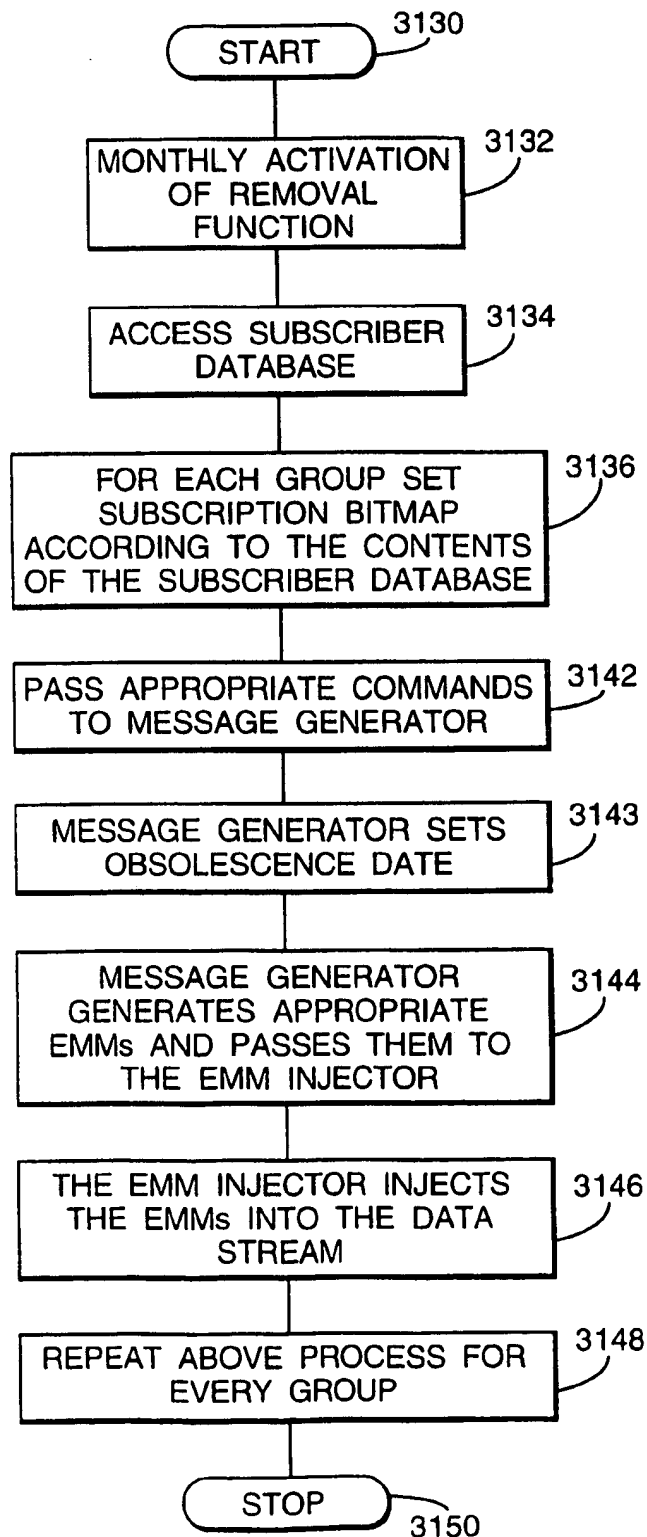 START
3130
MONTHLY ACTIVATION
OF REMOVAL
FUNCTION
3132
ACCESS SUBSCRIBER
DATABASE
3134
FOR EACH GROUP SET
SUBSCRIPTION BITMAP
ACCORDING TO THE CONTENTS
OF THE SUBSCRIBER DATABASE
3136
PASS APPROPRIATE COMMANDS
TO MESSAGE GENERATOR
3142
MESSAGE GENERATOR SETS
OBSOLESCENCE DATE
3143
MESSAGE GENERATOR
GENERATES APPROPRIATE
EMMs AND PASSES THEM TO
THE EMM INJECTOR
3144
THE EMM INJECTOR INJECTS
THE EMMs INTO THE DATA
STREAM
3146
REPEAT ABOVE PROCESS FOR
EVERY GROUP
3148
STOP
3150